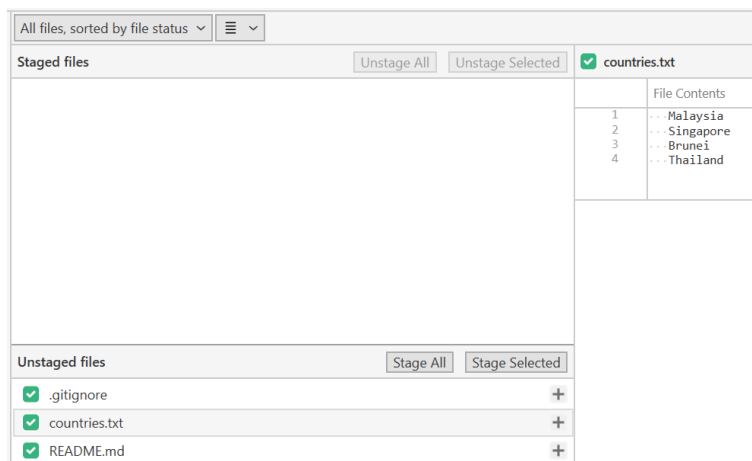 All files, sorted by file status
Staged files
Unstage All
Unstage Selected
Unstaged files
Stage All
Stage Selected
.gitignore
countries.txt
README.md
countries.txt
File Contents
1 ···Malaysia
2 ···Singapore
3 ···Brunei
4 ···Thailand